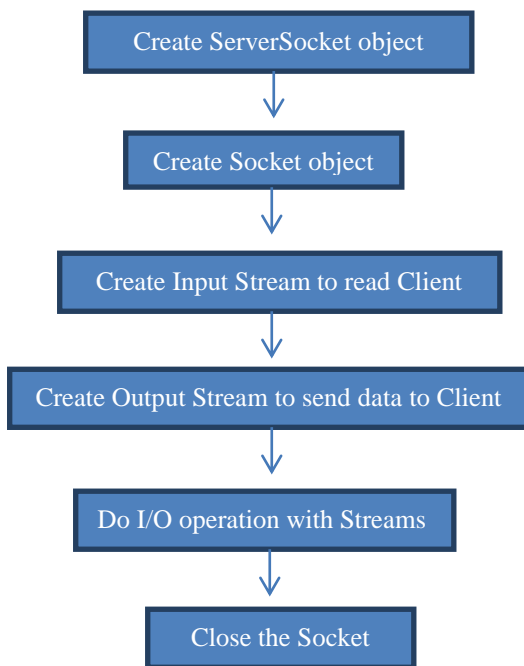 Create ServerSocket object
Create Socket object
Create Input Stream to read Client
Create Output Stream to send data to Client
Do I/O operation with Streams
Close the Socket